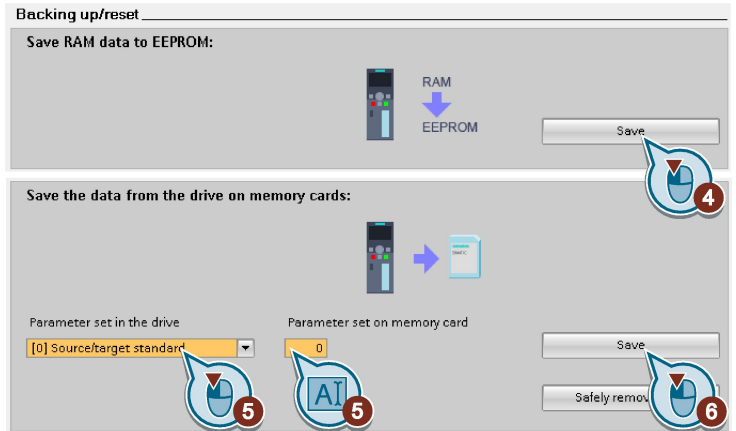 Backing up/reset
Save RAM data to EEPROM:
RAM
EEPROM
Save
4
Save the data from the drive on memory cards:
SIMATIC
Parameter set in the drive
Parameter set on memory card
[0] Source/target standard
0
Save
Safely remov
AI
5
5
6